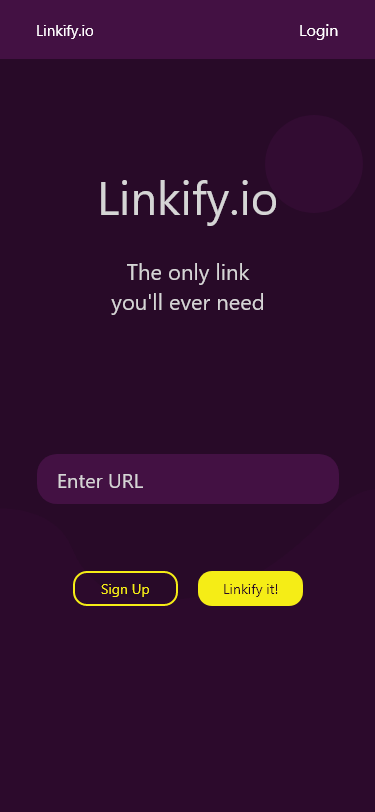 Linkify.io
Login
Linkify.io
The only link
you'll ever need
Enter URL
Sign Up
Linkify it!